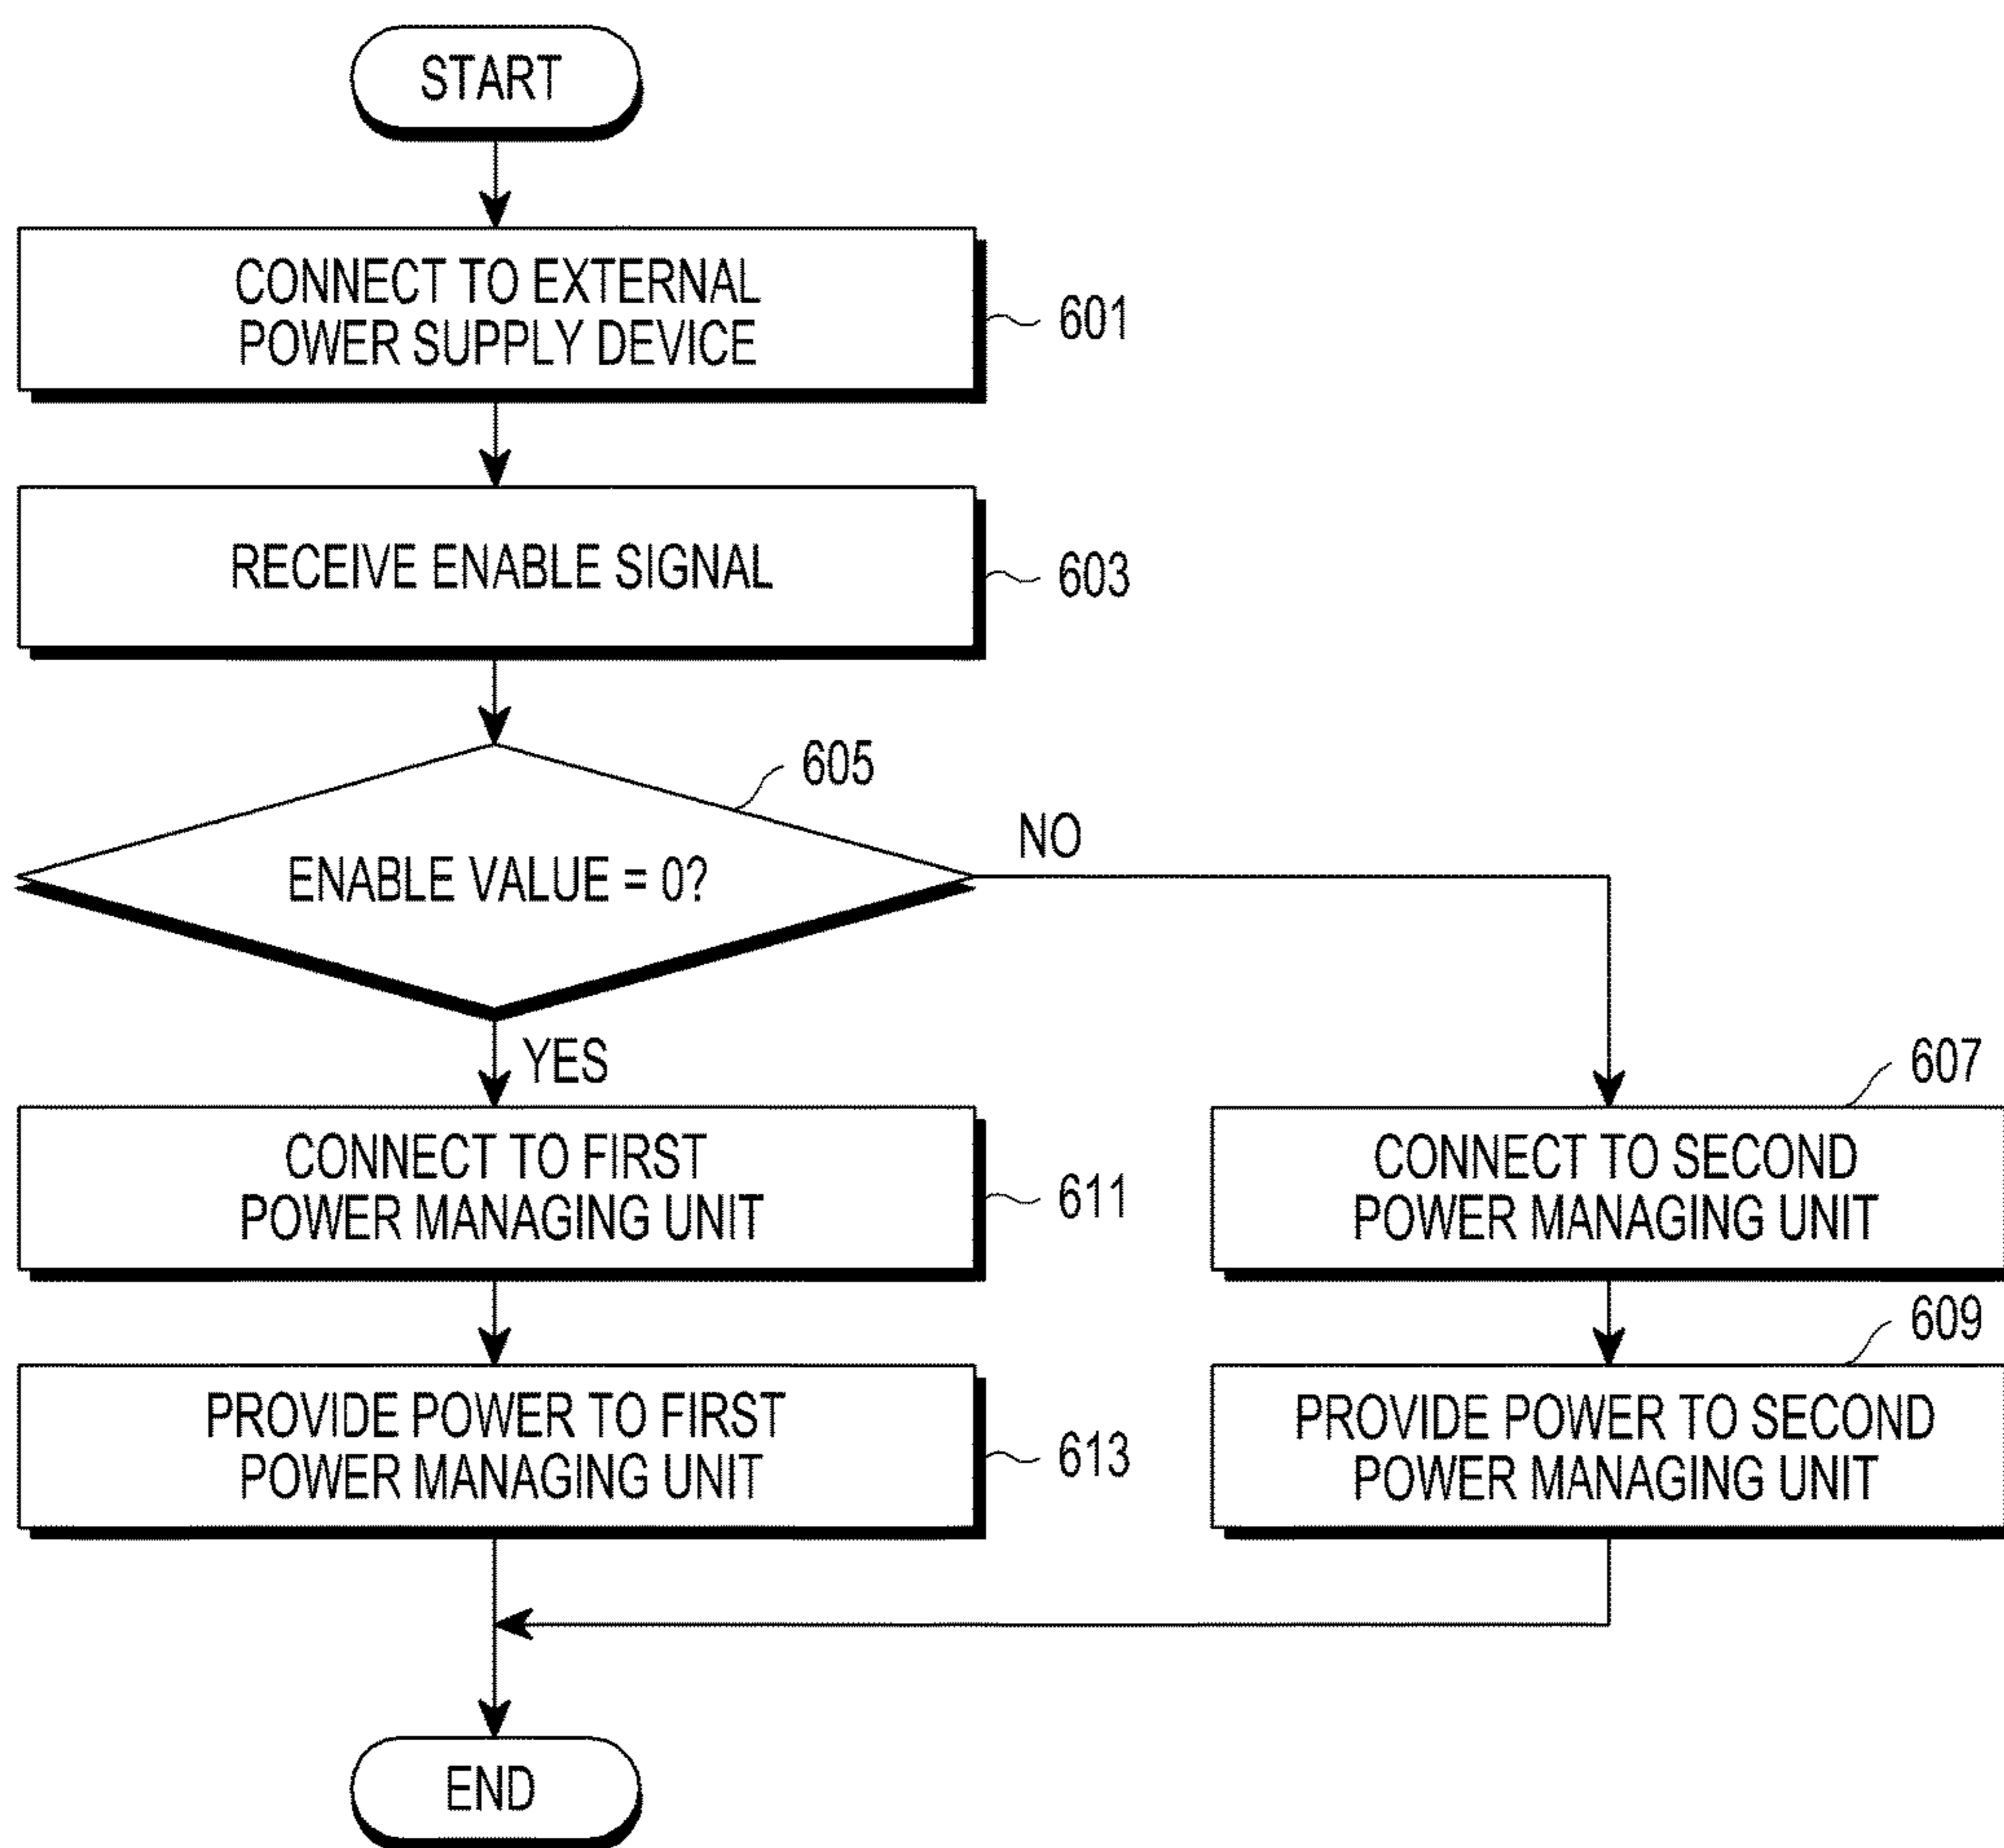 START
CONNECT TO EXTERNAL
POWER SUPPLY DEVICE
601
RECEIVE ENABLE SIGNAL
603
605
ENABLE VALUE = 0?
NO
YES
CONNECT TO FIRST
POWER MANAGING UNIT
611
607
CONNECT TO SECOND
POWER MANAGING UNIT
PROVIDE POWER TO FIRST
POWER MANAGING UNIT
613
609
PROVIDE POWER TO SECOND
POWER MANAGING UNIT
END